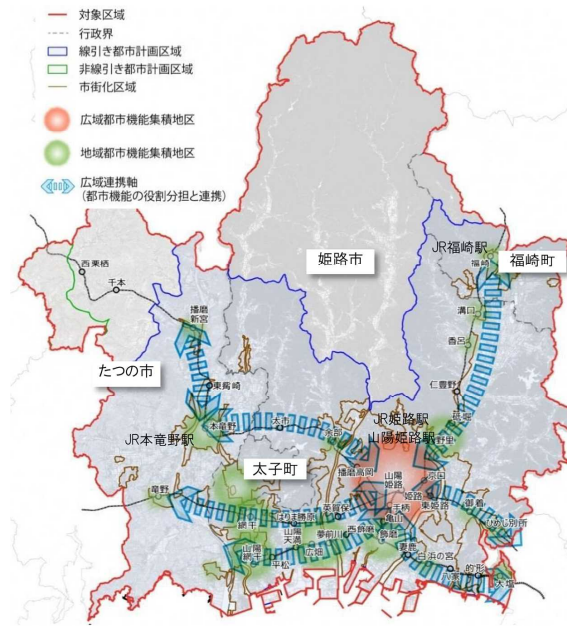 対象区域
行政界
線引き都市計画区域
非線引き都市計画区域
市街化区域
広域都市機能集積地区
地域都市機能集積地区
広域連携軸
(都市機能の役割分担と連携)
JR福崎駅
福崎
福崎町
姫路市
西栗栖
千本
溝口
播磨
新宮
香呂
たつの市
東觜崎
仁豊野
砥堀
JR姫路駅
山陽姫路駅
野里
本竜野
太市
余部
JR本竜野駅
太子町
播磨高岡
山陽
姫路
京口
姫路
東姫路
御着
ひめじ別所
竜野
網干
はりま勝原
山陽
天満
英賀保
手柄
亀山
西飾磨
飾磨
夢前川
広畑
山陽
網干
平松
妻鹿
白浜の宮
八家
的形
大塩